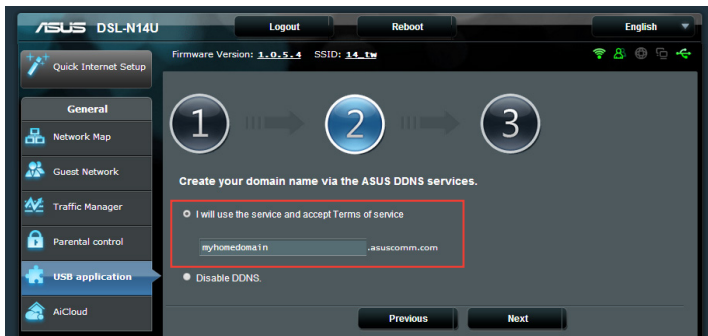 ASUS DSL-N14U
Logout
Reboot
English
Quick Internet Setup
Firmware Version: 1.0.5.4 SSID: 14_tw
General
Network Map
Guest Network
Traffic Manager
Parental control
USB application
AiCloud
1
2
3
Create your domain name via the ASUS DDNS services.
I will use the service and accept Terms of service
myhomedomain .asuscomm.com
Disable DDNS.
Previous
Next